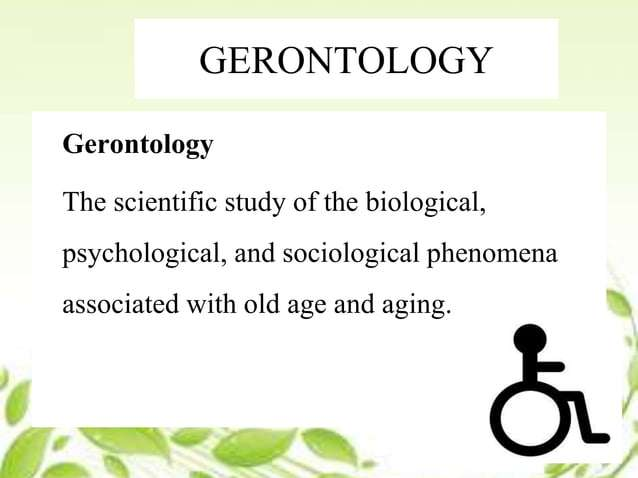 GERONTOLOGY
Gerontology
The scientific study of the biological,
psychological, and sociological phenomena
associated with old age and aging.